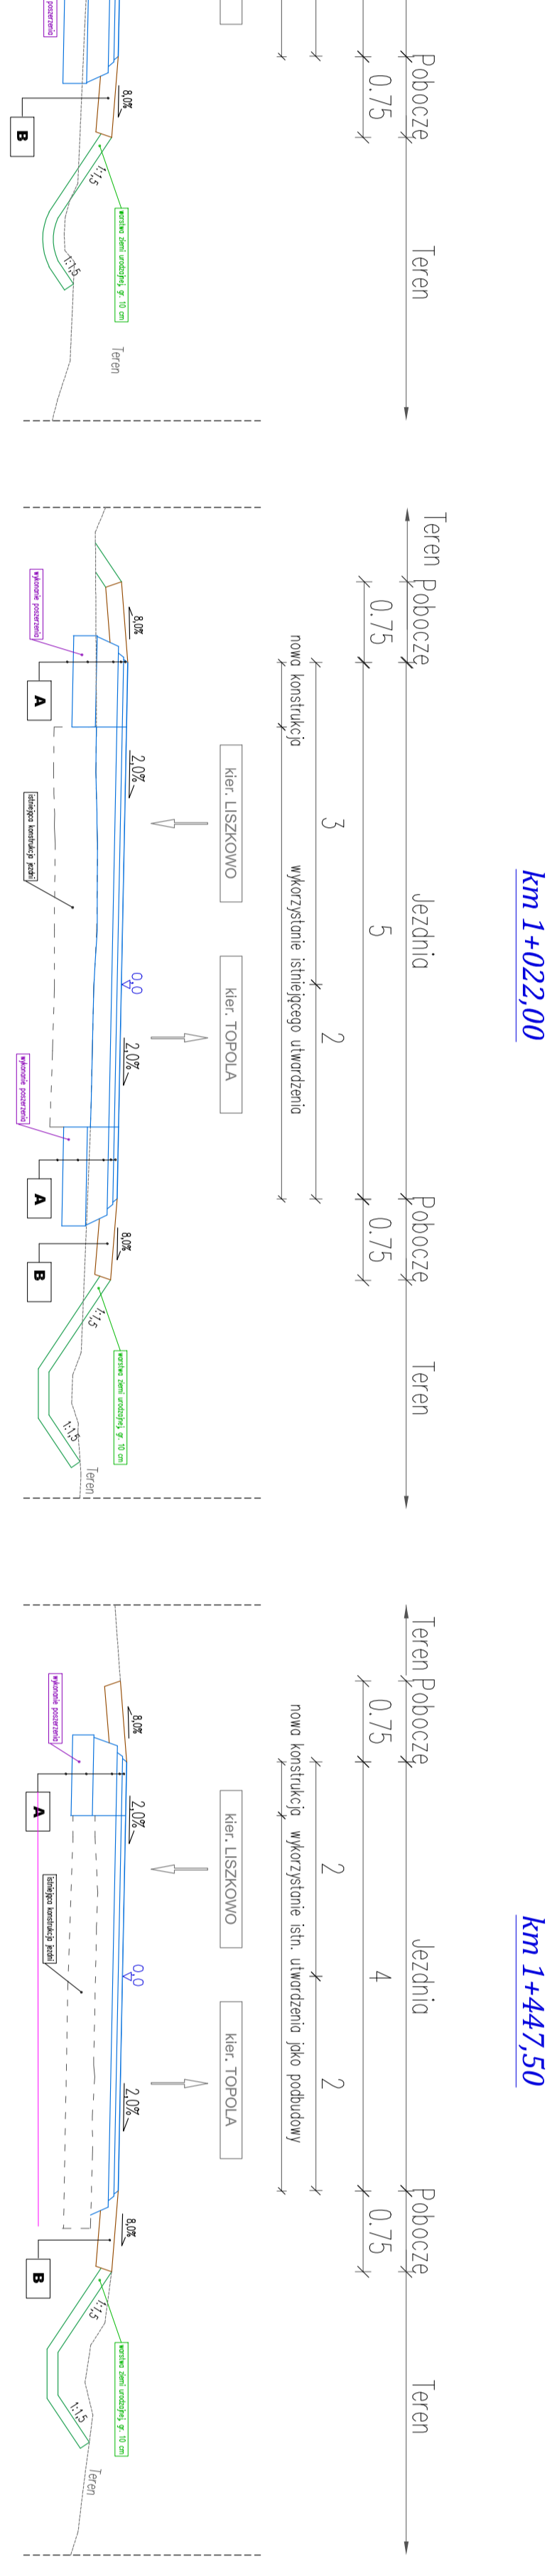 poszerzenia
B
8,0%
1:1,5
1:1,5
warstwa ziemi urodzajnej, gr. 10 cm
Teren
0.75
Pobocze
Teren
km 1+022,00
Teren
Pobocze
Jezdnia
Pobocze
Teren
0.75
5
0.75
3
2
nowa konstrukcja
wykorzystanie istniejącego utwardzenia
kier. LISZKOWO
kier. TOPOLA
8,0%
2,0%
0,0
2,0%
8,0%
wykonanie poszerzenia
A
istniejąca konstrukcja jezdni
wykonanie poszerzenia
A
B
1:1,5
warstwa ziemi urodzajnej, gr. 10 cm
1:1,5
Teren
km 1+447,50
Teren
Pobocze
Jezdnia
Pobocze
Teren
0.75
4
0.75
2
2
nowa konstrukcja
wykorzystanie istn. utwardzenia jako podbudowy
kier. LISZKOWO
kier. TOPOLA
8,0%
2,0%
0,0
2,0%
8,0%
wykonanie poszerzenia
A
istniejąca konstrukcja jezdni
B
1:1,5
warstwa ziemi urodzajnej, gr. 10 cm
1:1,5
Teren